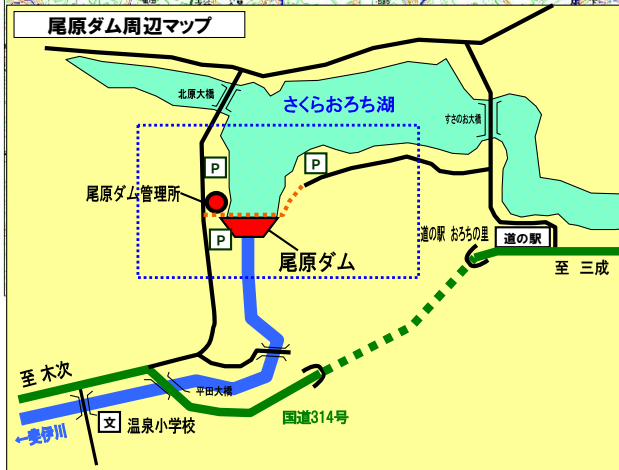 尾原ダム周辺マップ
北原大橋
さくらおろち湖
すさのお大橋
P
P
尾原ダム管理所
P
尾原ダム
道の駅 おろちの里
道の駅
至 三成
至 木次
平田大橋
国道314号
文
温泉小学校
←斐伊川